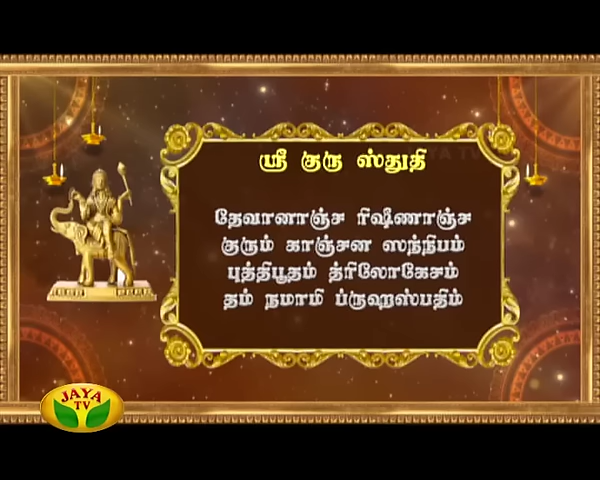 ஸ்ரீ குரு ஸ்துதி
தேவானாஞ்ச ரிஷீணாஞ்ச
குரும் காஞ்சன ஸந்நிபம்
புத்திபூதம் த்ரிலோகேசம்
தம் நமாமி ப்ருஹஸ்பதிம்
JAYA
TV